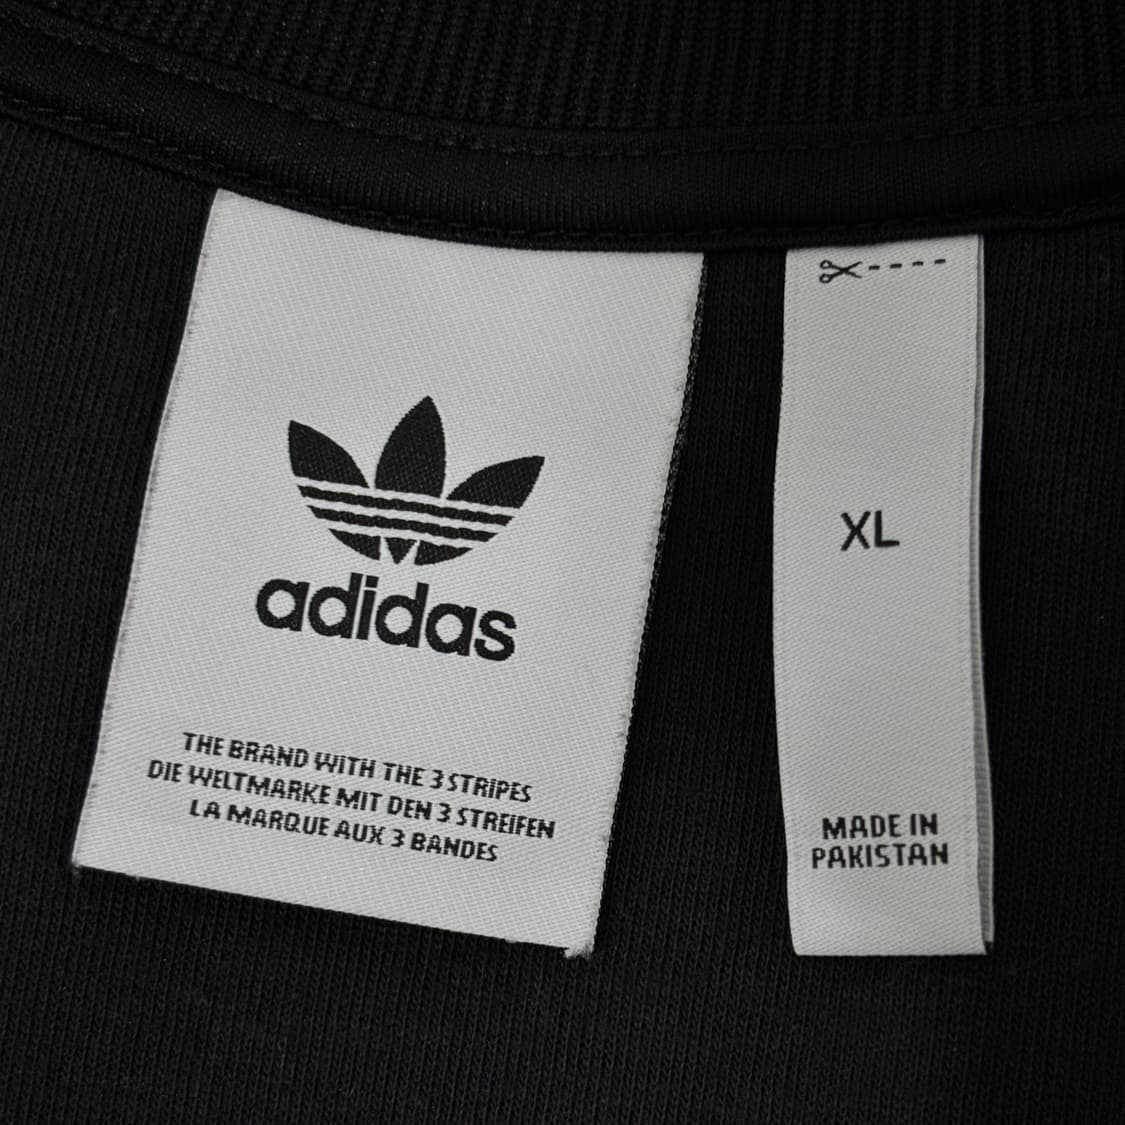 adidas
THE BRAND WITH THE 3 STRIPES
DIE WELTMARKE MIT DEN 3 STREIFEN
LA MARQUE AUX 3 BANDES
XL
MADE IN
PAKISTAN